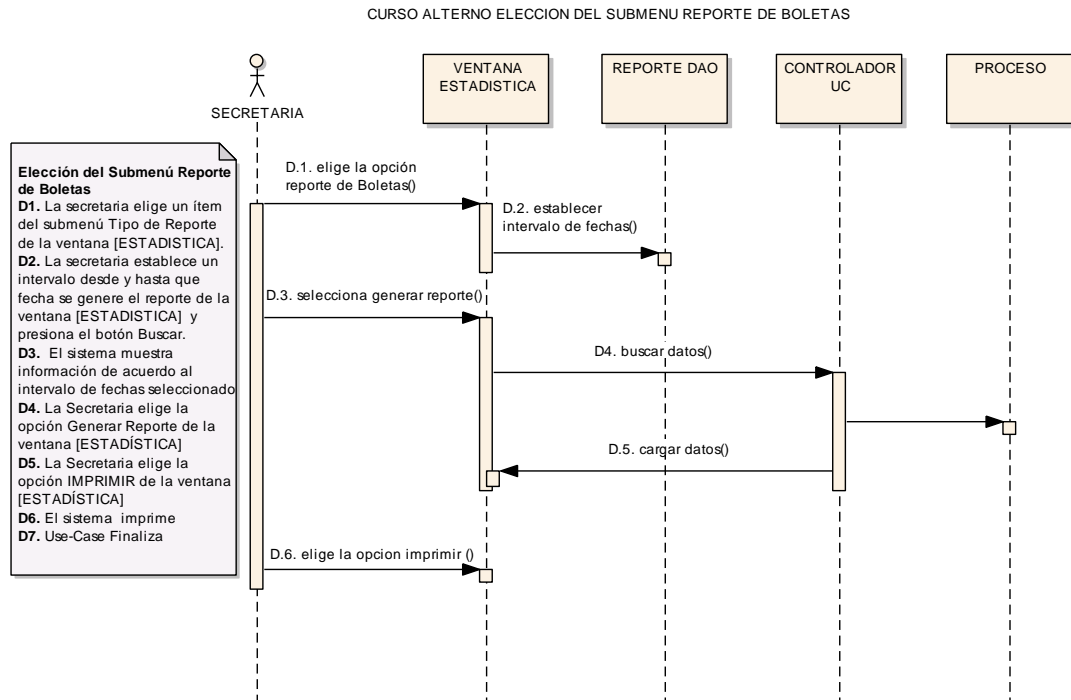 CURSO ALTERNO ELECCION DEL SUBMENU REPORTE DE BOLETAS
SECRETARIA
VENTANA
ESTADISTICA
REPORTE DAO
CONTROLADOR
UC
PROCESO
Elección del Submenú Reporte
de Boletas
D1. La secretaria elige un ítem
del submenú Tipo de Reporte
de la ventana [ESTADISTICA].
D2. La secretaria establece un
intervalo desde y hasta que
fecha se genere el reporte de la
ventana [ESTADISTICA] y
presiona el botón Buscar.
D3. El sistema muestra
información de acuerdo al
intervalo de fechas seleccionado
D4. La Secretaria elige la
opción Generar Reporte de la
ventana [ESTADÍSTICA]
D5. La Secretaria elige la
opción IMPRIMIR de la ventana
[ESTADÍSTICA]
D6. El sistema imprime
D7. Use-Case Finaliza
D.1. elige la opción
reporte de Boletas()
D.2. establecer
intervalo de fechas()
D.3. selecciona generar reporte()
D4. buscar datos()
D.5. cargar datos()
D.6. elige la opcion imprimir ()